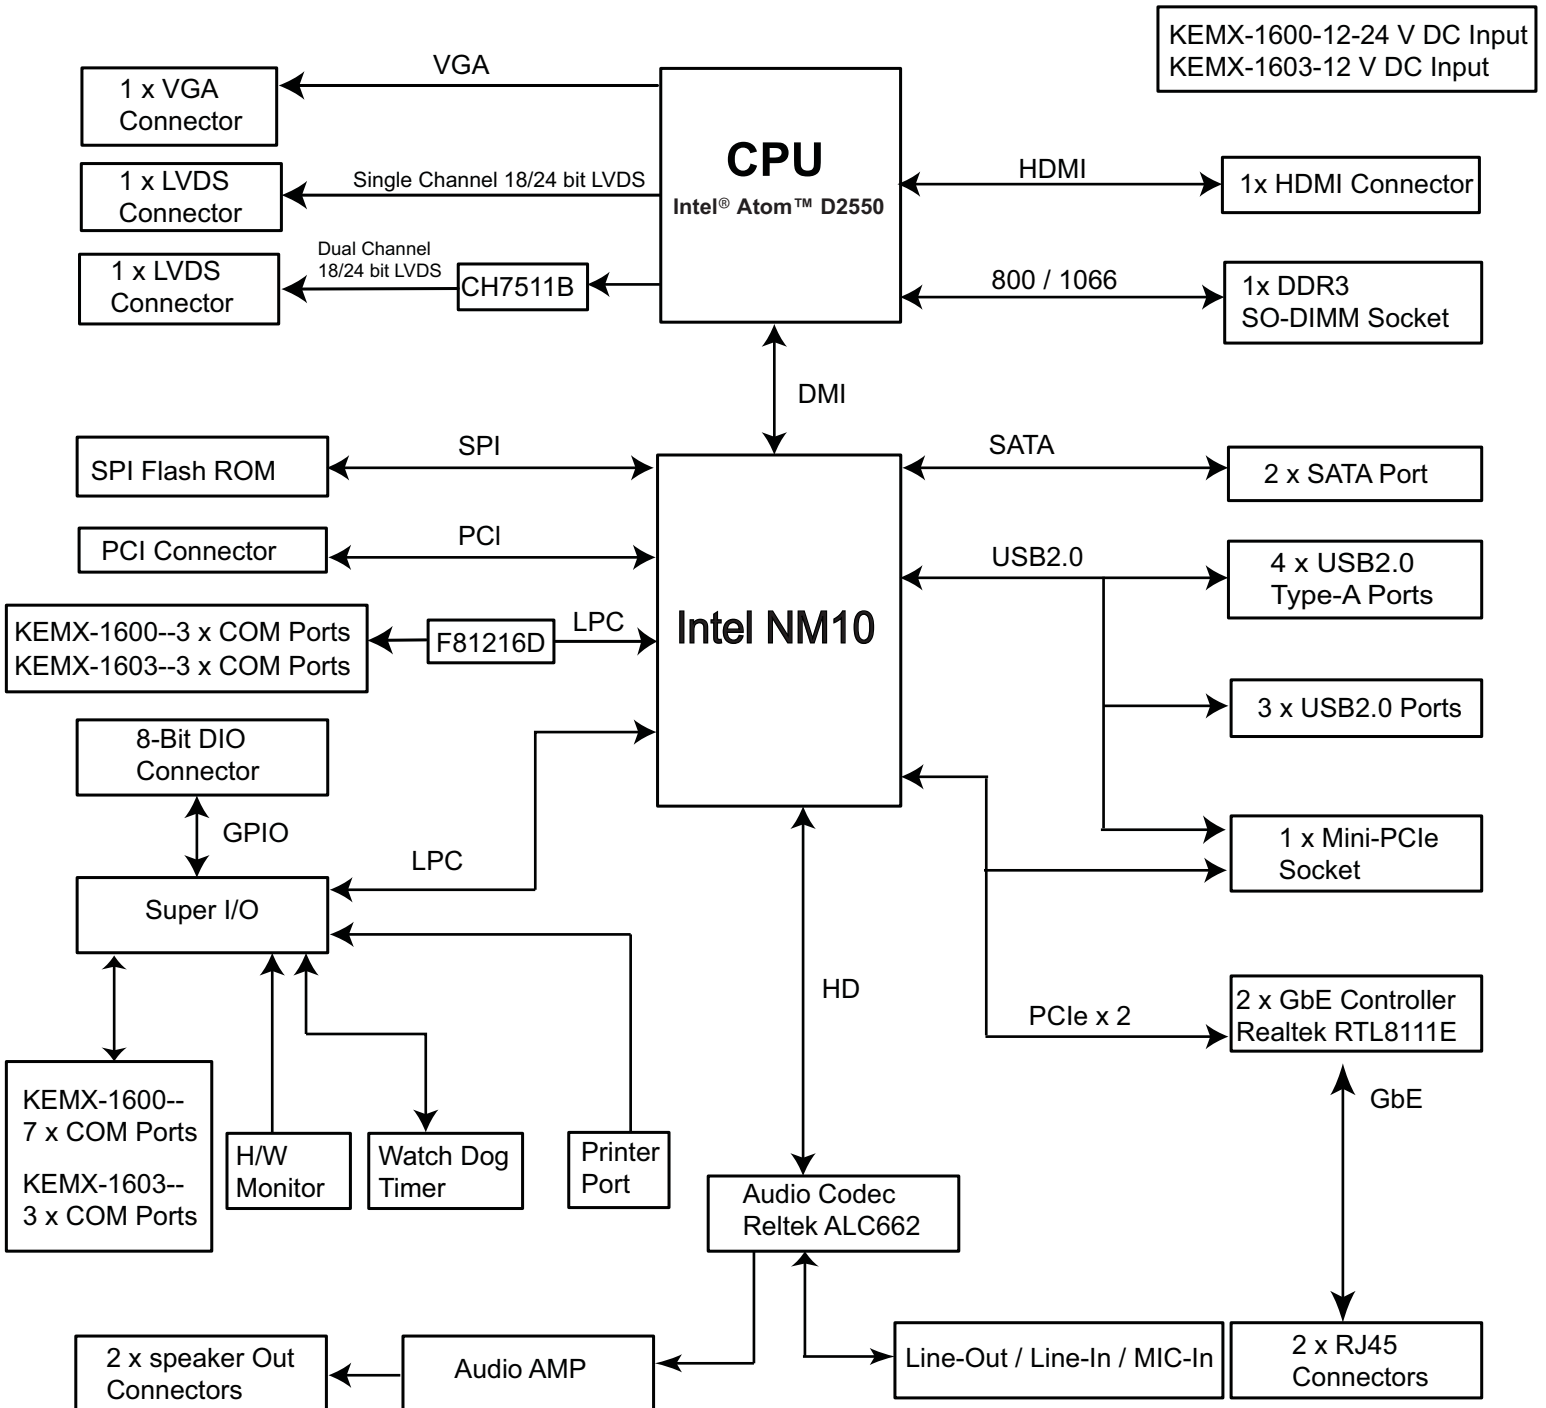 KEMX-1600-12-24 V DC Input
KEMX-1603-12 V DC Input
VGA
1 x VGA
Connector
CPU
Intel® Atom™ D2550
HDMI
1x HDMI Connector
Single Channel 18/24 bit LVDS
1 x LVDS
Connector
Dual Channel
18/24 bit LVDS
1 x LVDS
Connector
CH7511B
800 / 1066
1x DDR3
SO-DIMM Socket
DMI
SPI
SPI Flash ROM
SATA
2 x SATA Port
PCI
PCI Connector
USB2.0
4 x USB2.0
Type-A Ports
Intel NM10
LPC
F81216D
KEMX-1600--3 x COM Ports
KEMX-1603--3 x COM Ports
3 x USB2.0 Ports
8-Bit DIO
Connector
GPIO
LPC
1 x Mini-PCIe
Socket
Super I/O
HD
PCIe x 2
2 x GbE Controller
Realtek RTL8111E
GbE
KEMX-1600--
7 x COM Ports
KEMX-1603--
3 x COM Ports
H/W
Monitor
Watch Dog
Timer
Printer
Port
Audio Codec
Reltek ALC662
2 x speaker Out
Connectors
Audio AMP
Line-Out / Line-In / MIC-In
2 x RJ45
Connectors